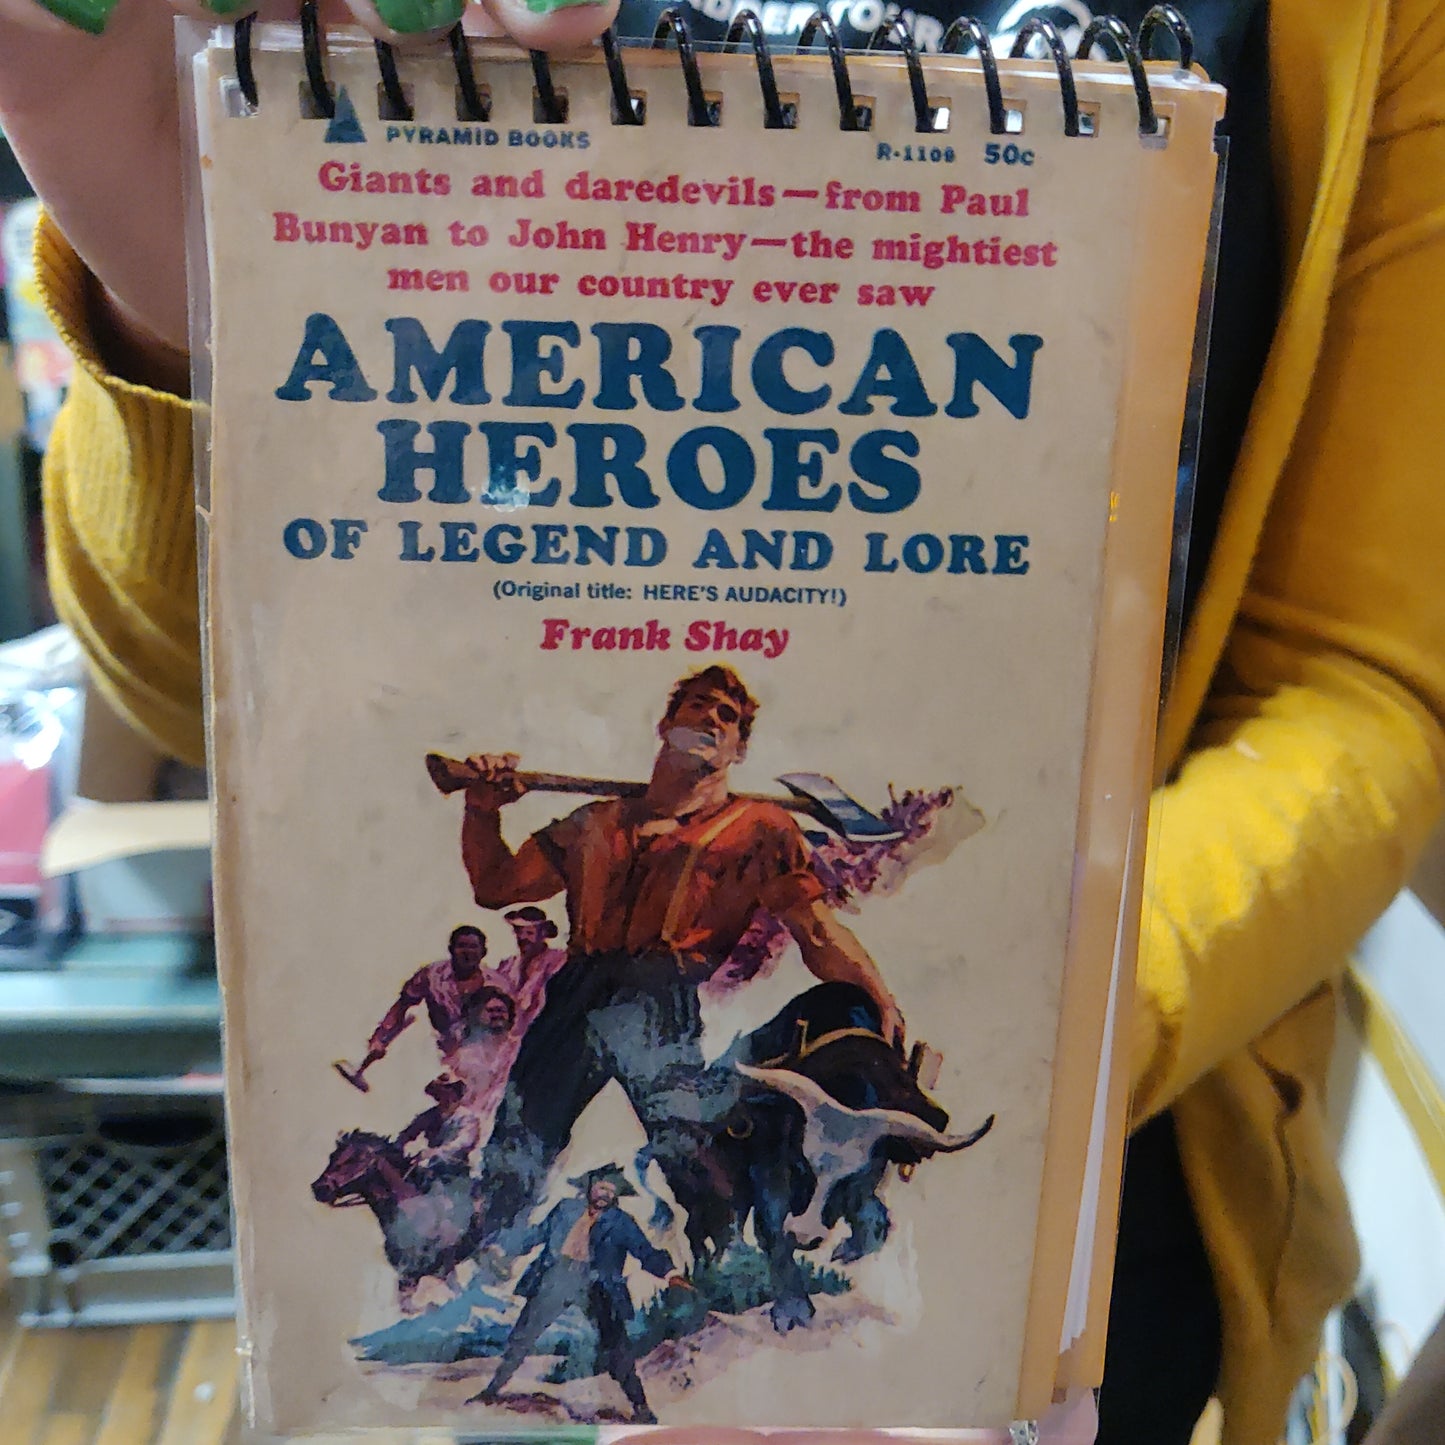 PYRAMID BOOKS
R-1108 50c
Giants and daredevils—from Paul
Bunyan to John Henry—the mightiest
men our country ever saw
AMERICAN
HEROES
OF LEGEND AND LORE
(Original title: HERE'S AUDACITY!)
Frank Shay